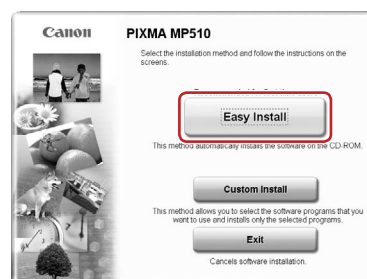 Canon
PIXMA MP510
Select the installation method and follow the instructions on the
screens.
Easy Install
This method automatically installs the software on the CD-ROM.
Custom Install
This method allows you to select the software programs that you
want to use and installs only the selected programs.
Exit
Cancels software installation.